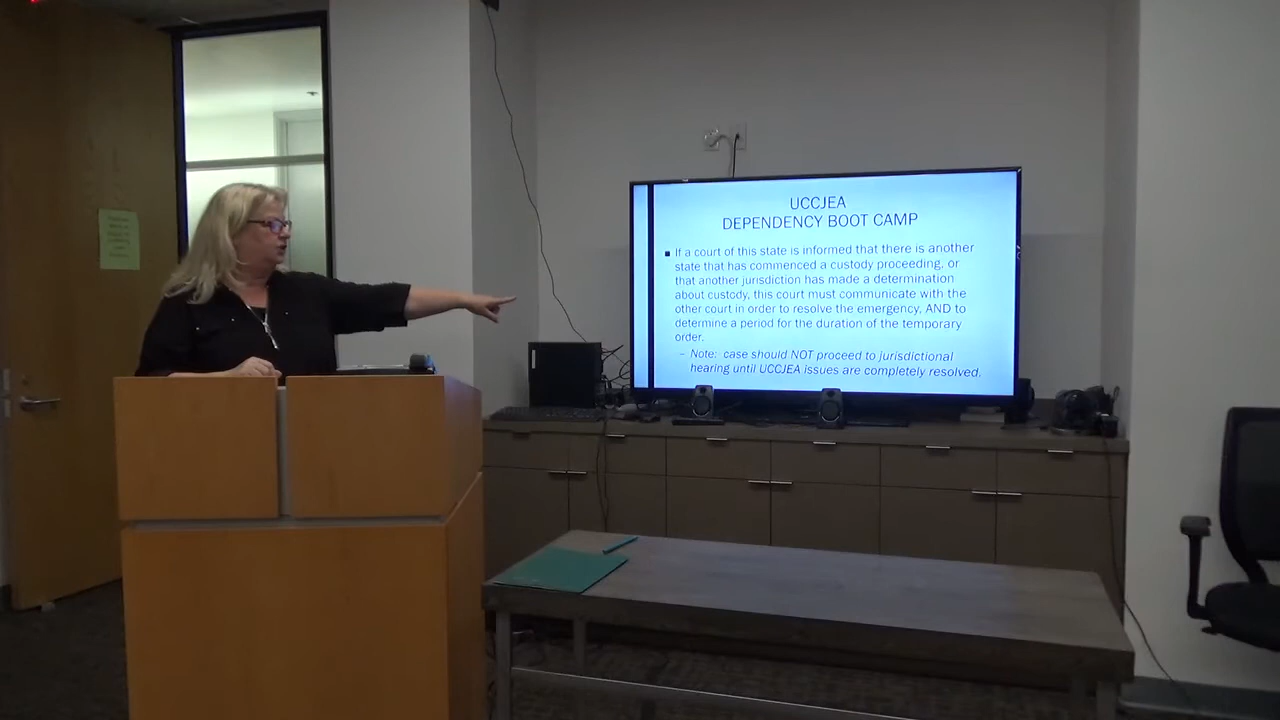 UCCJEA
DEPENDENCY BOOT CAMP
■ If a court of this state is informed that there is another
state that has commenced a custody proceeding, or
that another jurisdiction has made a determination
about custody, this court must communicate with the
other court in order to resolve the emergency, AND to
determine a period for the duration of the temporary
order.
– Note: case should NOT proceed to jurisdictional
hearing until UCCJEA issues are completely resolved.